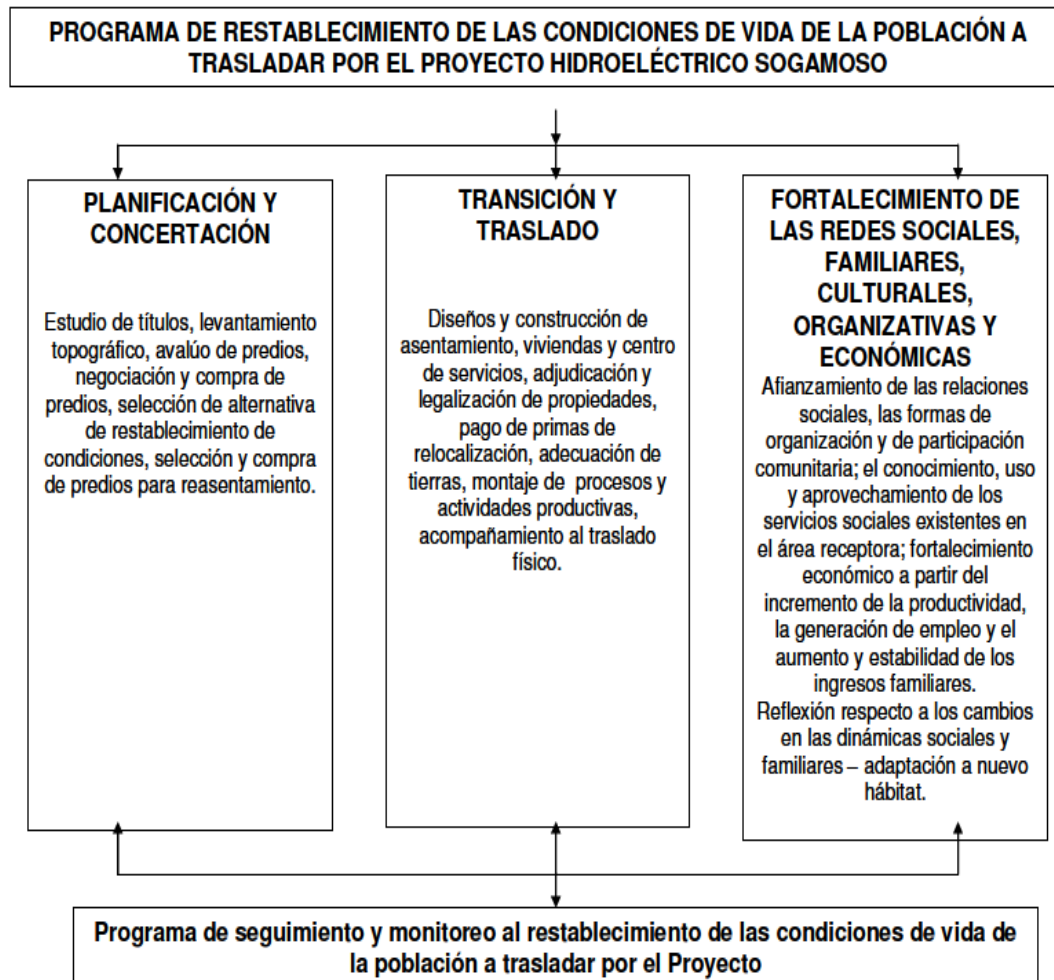 PROGRAMA DE RESTABLECIMIENTO DE LAS CONDICIONES DE VIDA DE LA POBLACIÓN A
TRASLADAR POR EL PROYECTO HIDROELÉCTRICO SOGAMOSO
PLANIFICACIÓN Y
CONCERTACIÓN
Estudio de títulos, levantamiento
topográfico, avalúo de predios,
negociación y compra de
predios, selección de alternativa
de restablecimiento de
condiciones, selección y compra
de predios para reasentamiento.
TRANSICIÓN Y
TRASLADO
Diseños y construcción de
asentamiento, viviendas y centro
de servicios, adjudicación y
legalización de propiedades,
pago de primas de
relocalización, adecuación de
tierras, montaje de procesos y
actividades productivas,
acompañamiento al traslado
físico.
FORTALECIMIENTO DE
LAS REDES SOCIALES,
FAMILIARES,
CULTURALES,
ORGANIZATIVAS Y
ECONÓMICAS
Afianzamiento de las relaciones
sociales, las formas de
organización y de participación
comunitaria; el conocimiento, uso
y aprovechamiento de los
servicios sociales existentes en
el área receptora; fortalecimiento
económico a partir del
incremento de la productividad,
la generación de empleo y el
aumento y estabilidad de los
ingresos familiares.
Reflexión respecto a los cambios
en las dinámicas sociales y
familiares – adaptación a nuevo
hábitat.
Programa de seguimiento y monitoreo al restablecimiento de las condiciones de vida de
la población a trasladar por el Proyecto